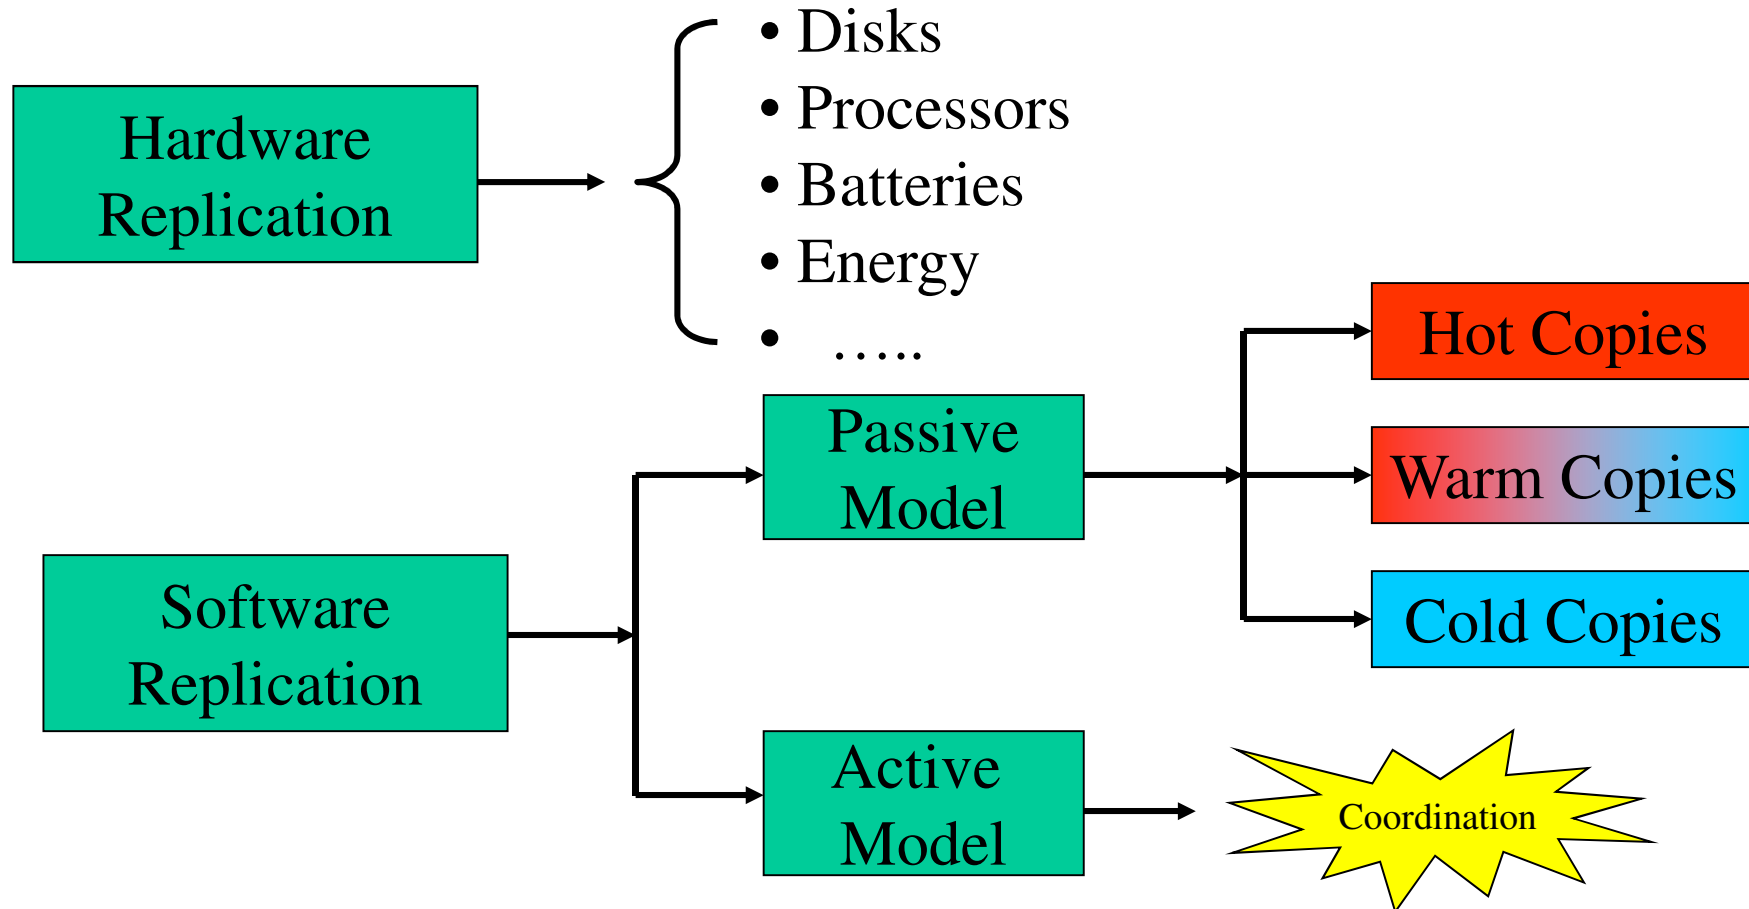 Hardware
Replication
• Disks
• Processors
• Batteries
• Energy
• .....
Software
Replication
Passive
Model
Hot Copies
Warm Copies
Cold Copies
Active
Model
Coordination